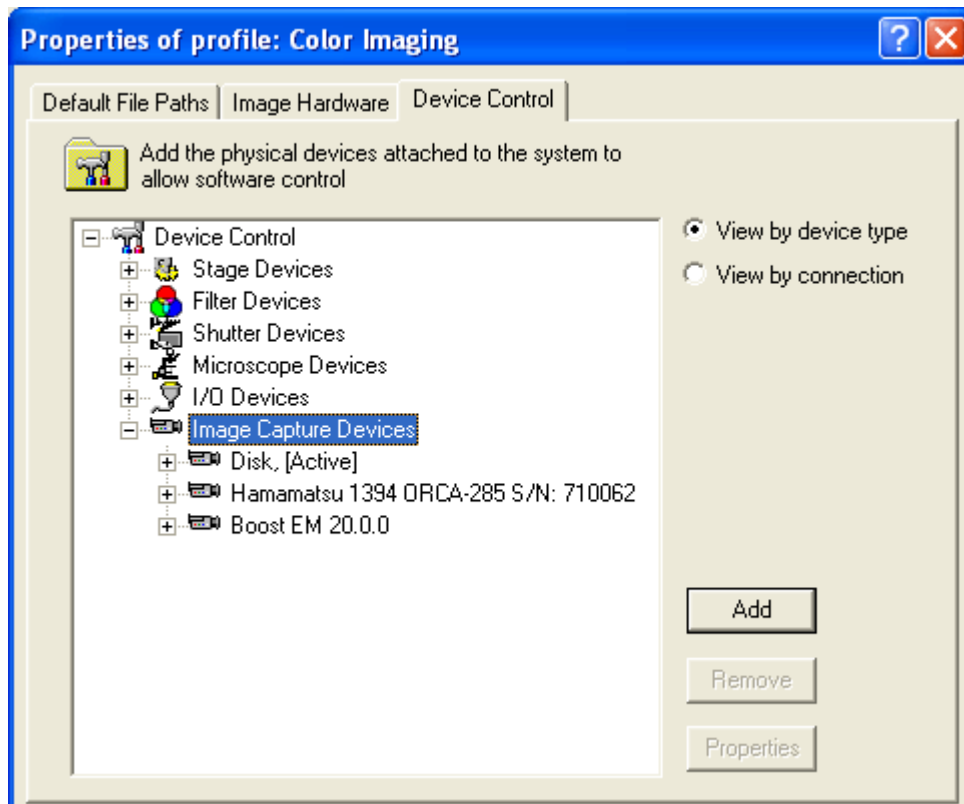 Properties of profile: Color Imaging
Default File Paths Image Hardware Device Control
Add the physical devices attached to the system to
allow software control
Device Control
Stage Devices
Filter Devices
Shutter Devices
Microscope Devices
I/O Devices
Image Capture Devices
Disk, [Active]
Hamamatsu 1394 ORCA-285 S/N: 710062
Boost EM 20.0.0
View by device type
View by connection
Add
Remove
Properties